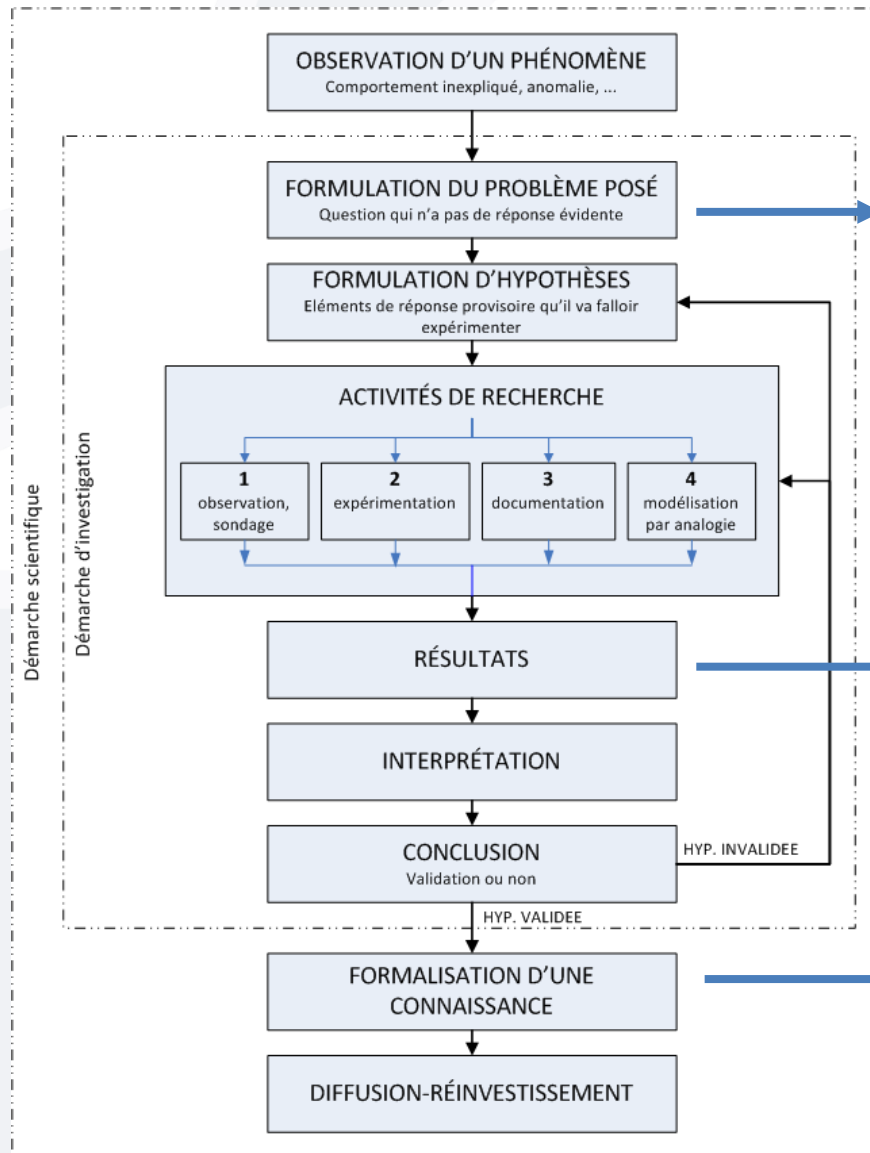 OBSERVATION D'UN PHÉNOMÈNE
Comportement inexpliqué, anomalie, ...
FORMULATION DU PROBLÈME POSÉ
Question qui n'a pas de réponse évidente
FORMULATION D'HYPOTHÈSES
Eléments de réponse provisoire qu'il va falloir
expérimenter
ACTIVITÉS DE RECHERCHE
1
observation,
sondage
2
expérimentation
3
documentation
4
modélisation
par analogie
Démarche scientifique
Démarche d'investigation
RÉSULTATS
INTERPRÉTATION
CONCLUSION
Validation ou non
HYP. INVALIDEE
HYP. VALIDEE
FORMALISATION D'UNE
CONNAISSANCE
DIFFUSION-RÉINVESTISSEMENT